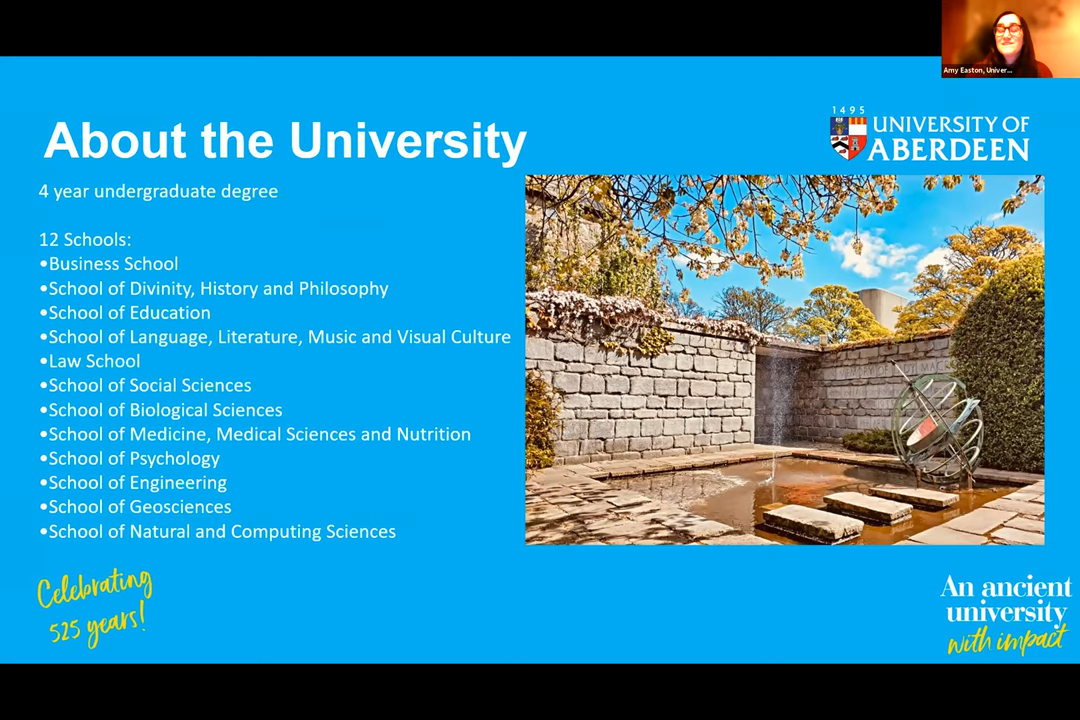 Amy Easton, Univer...
1495
UNIVERSITY OF
ABERDEEN
About the University
4 year undergraduate degree
12 Schools:
•Business School
•School of Divinity, History and Philosophy
•School of Education
•School of Language, Literature, Music and Visual Culture
•Law School
•School of Social Sciences
•School of Biological Sciences
•School of Medicine, Medical Sciences and Nutrition
•School of Psychology
•School of Engineering
•School of Geosciences
•School of Natural and Computing Sciences
Celebrating
525 years!
An ancient
university
with impact